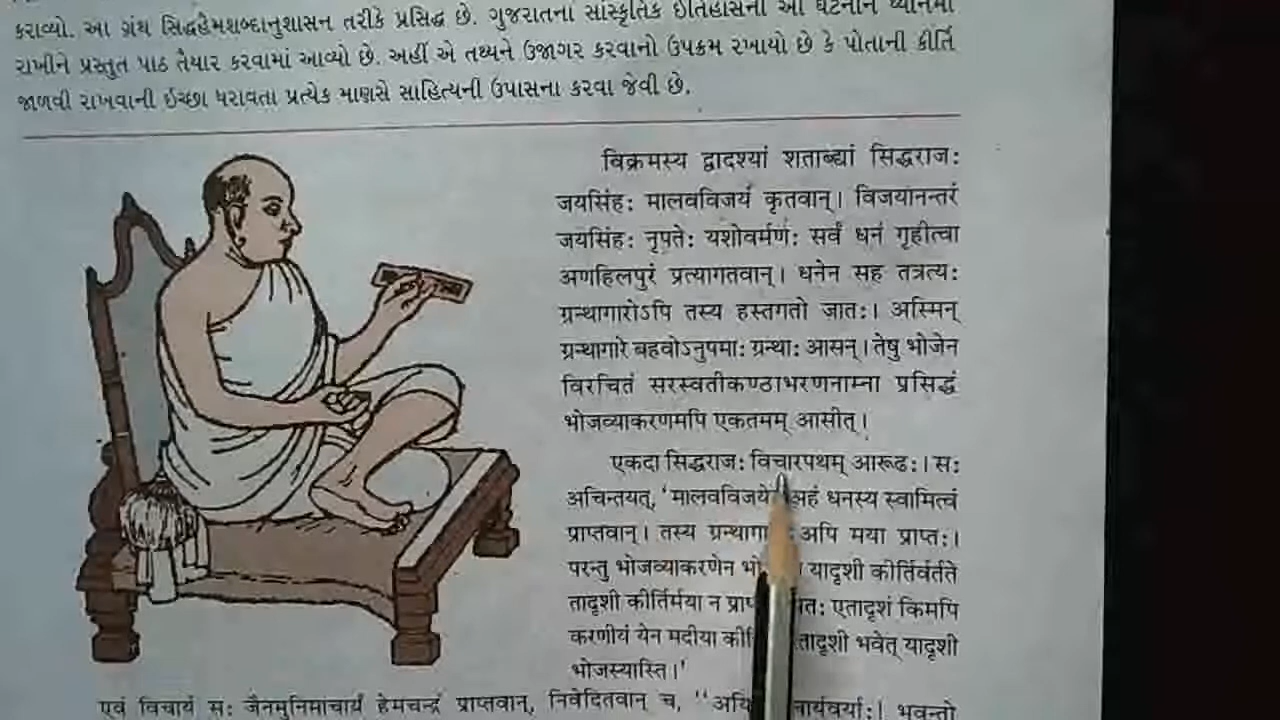 કરાવ્યો. આ ગ્રંથ સિદ્ધહેમશબ્દાનુશાસન તરીકે પ્રસિદ્ધ છે. ગુજરાતના સાંસ્કૃતિક ઇતિહાસની આ ઘટનાને ધ્યાનમાં
રાખીને પ્રસ્તુત પાઠ તૈયાર કરવામાં આવ્યો છે. અહીં એ તથ્યને ઉજાગર કરવાનો ઉપક્રમ રખાયો છે કે પોતાની કીર્તિ
જાળવી રાખવાની ઈચ્છા ધરાવતા પ્રત્યેક માણસે સાહિત્યની ઉપાસના કરવા જેવી છે.
विक्रमस्य द्वादश्यां शताब्द्यां सिद्धराजः
जयसिंहः मालवविजयं कृतवान्। विजयानन्तरं
जयसिंहः नृपतेः यशोवर्मणः सर्वं धनं गृहीत्वा
अणहिलपुरं प्रत्यागतवान्। धनेन सह तत्रत्यः
ग्रन्थागारोऽपि तस्य हस्तगतो जातः। अस्मिन्
ग्रन्थागारे बहवोऽनुपमाः ग्रन्थाः आसन्। तेषु भोजेन
विरचितं सरस्वतीकण्ठाभरणनाम्ना प्रसिद्धं
भोजव्याकरणमपि एकतमम् आसीत्।
एकदा सिद्धराजः विचारपथम् आरूढः। सः
अचिन्तयत्, 'मालवविजये अहं धनस्य स्वामित्वं
प्राप्तवान्। तस्य अपि मया प्राप्तः।
परन्तु भोजव्याकरणेन यादृशी कीर्तिर्वर्तते
तादृशी कीर्तिर्मया न एतादृशं किमपि
करणीयं येन मदीया तादृशी भवेत् यादृशी
भोजस्यास्ति।'
एवं विचार्य सः जैनमुनिमाचार्यं हेमचन्द्रं प्राप्तवान्, निवेदितवान् च, भवन्तो